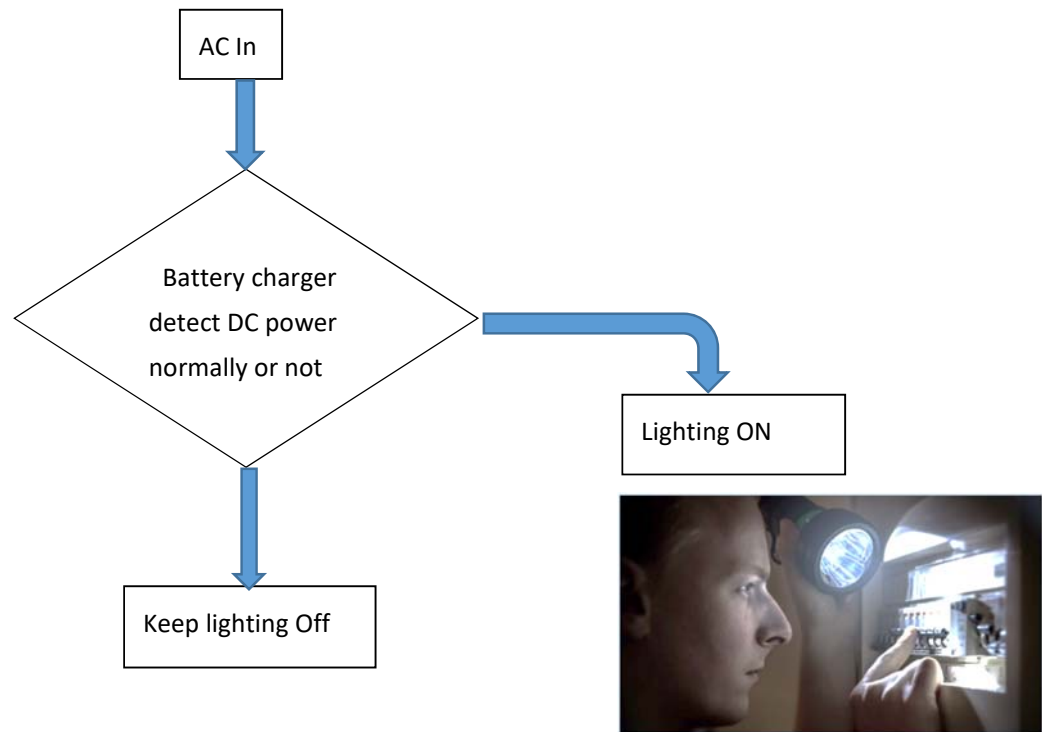 AC In
Battery charger
detect DC power
normally or not
Lighting ON
Keep lighting Off